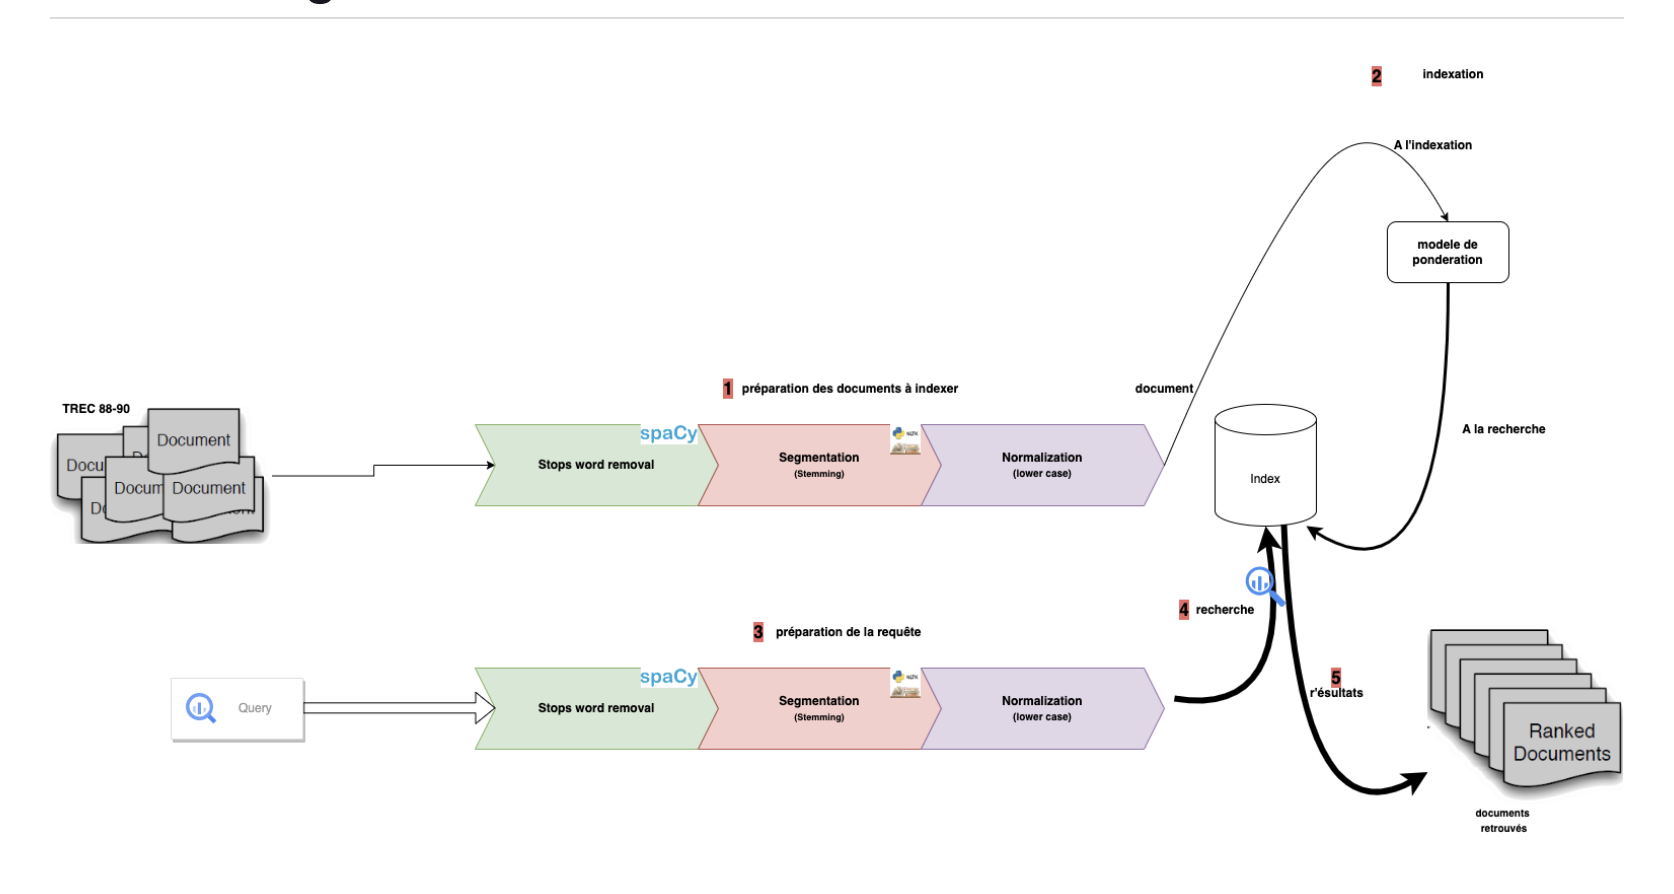 2 indexation
A l'indexation
modele de
ponderation
1 préparation des documents à indexer
document
TREC 88-90
Document
Docu
Docum
Document
spaCy
Stops word removal
Segmentation
(Stemming)
Normalization
(lower case)
A la recherche
Index
4 recherche
3 préparation de la requête
Query
spaCy
Stops word removal
Segmentation
(Stemming)
Normalization
(lower case)
5
r'ésultats
Ranked
Documents
documents
retrouvés